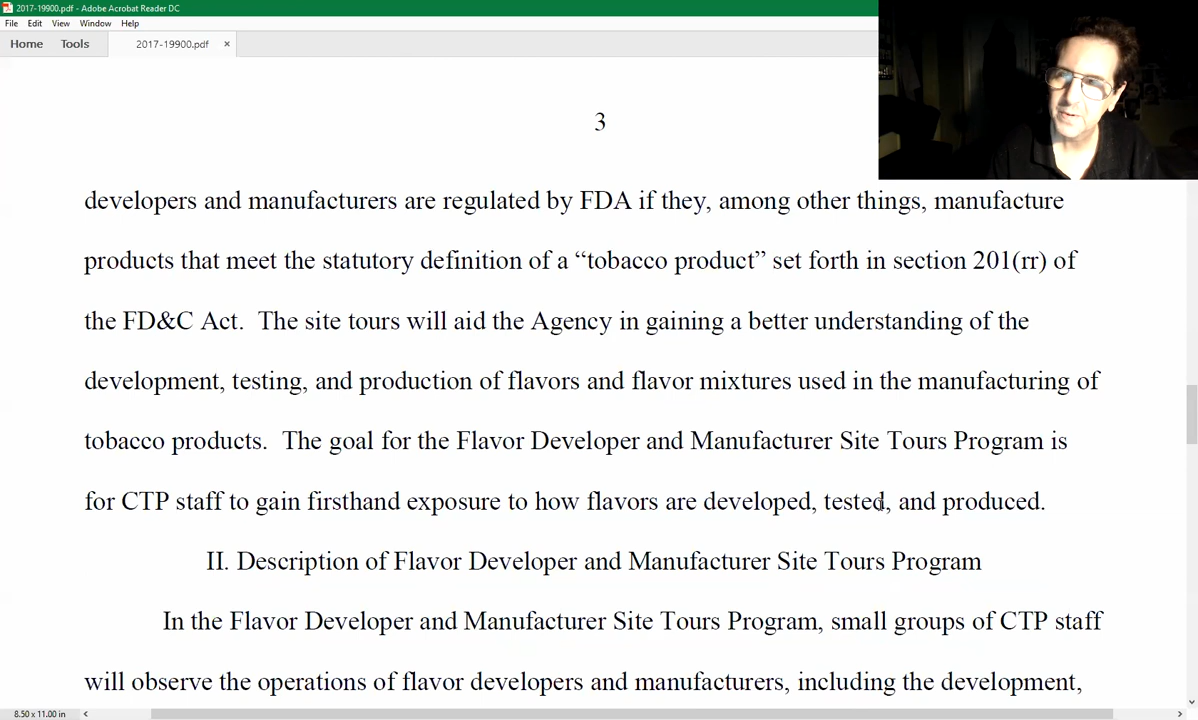 2017-19900.pdf - Adobe Acrobat Reader DC
File Edit View Window Help
Home Tools 2017-19900.pdf ×
3
developers and manufacturers are regulated by FDA if they, among other things, manufacture
products that meet the statutory definition of a “tobacco product” set forth in section 201(rr) of
the FD&C Act.  The site tours will aid the Agency in gaining a better understanding of the
development, testing, and production of flavors and flavor mixtures used in the manufacturing of
tobacco products.  The goal for the Flavor Developer and Manufacturer Site Tours Program is
for CTP staff to gain firsthand exposure to how flavors are developed, tested, and produced.
II. Description of Flavor Developer and Manufacturer Site Tours Program
In the Flavor Developer and Manufacturer Site Tours Program, small groups of CTP staff
will observe the operations of flavor developers and manufacturers, including the development,
8.50 x 11.00 in